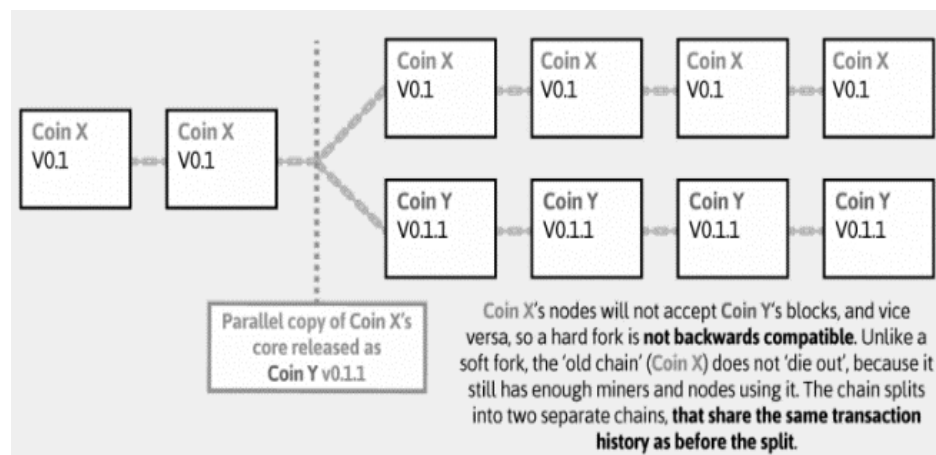 Coin X
V0.1
Coin X
V0.1
Coin X
V0.1
Coin X
V0.1
Coin X
V0.1
Coin X
V0.1
Coin Y
V0.1.1
Coin Y
V0.1.1
Coin Y
V0.1.1
Coin Y
V0.1.1
Parallel copy of Coin X's
core released as
Coin Y v0.1.1
Coin X's nodes will not accept Coin Y's blocks, and vice
versa, so a hard fork is not backwards compatible. Unlike a
soft fork, the 'old chain' (Coin X) does not 'die out', because it
still has enough miners and nodes using it. The chain splits
into two separate chains, that share the same transaction
history as before the split.